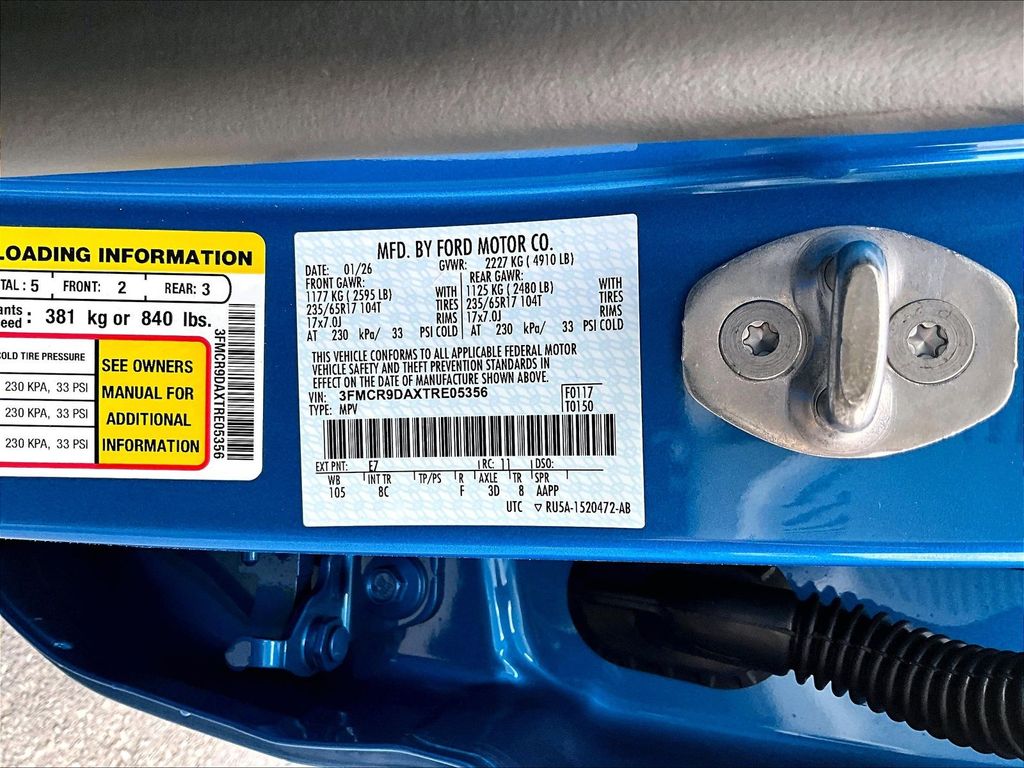 LOADING INFORMATION
TAL : 5 FRONT: 2 REAR: 3
ants
eed : 381 kg or 840 lbs.
COLD TIRE PRESSURE
230 KPA, 33 PSI
230 KPA, 33 PSI
230 KPA, 33 PSI
SEE OWNERS
MANUAL FOR
ADDITIONAL
INFORMATION
3FMCR9DAXTRE05356
MFD. BY FORD MOTOR CO.
DATE: 01/26 GVWR: 2227 KG ( 4910 LB)
FRONT GAWR: REAR GAWR:
1177 KG ( 2595 LB) WITH 1125 KG ( 2480 LB) WITH
235/65R17 104T TIRES 235/65R17 104T TIRES
17x7.0J RIMS 17x7.0J RIMS
AT 230 kPa/ 33 PSI COLD AT 230 kPa/ 33 PSI COLD
THIS VEHICLE CONFORMS TO ALL APPLICABLE FEDERAL MOTOR
VEHICLE SAFETY AND THEFT PREVENTION STANDARDS IN
EFFECT ON THE DATE OF MANUFACTURE SHOWN ABOVE.
VIN: 3FMCR9DAXTRE05356 F0117
TYPE: MPV T0150
EXT PNT: E7 RC: 11 DSO:
WB INT TR TP/PS R AXLE TR SPR
105 8C F 3D 8 AAPP
UTC ▽ RU5A-1520472-AB